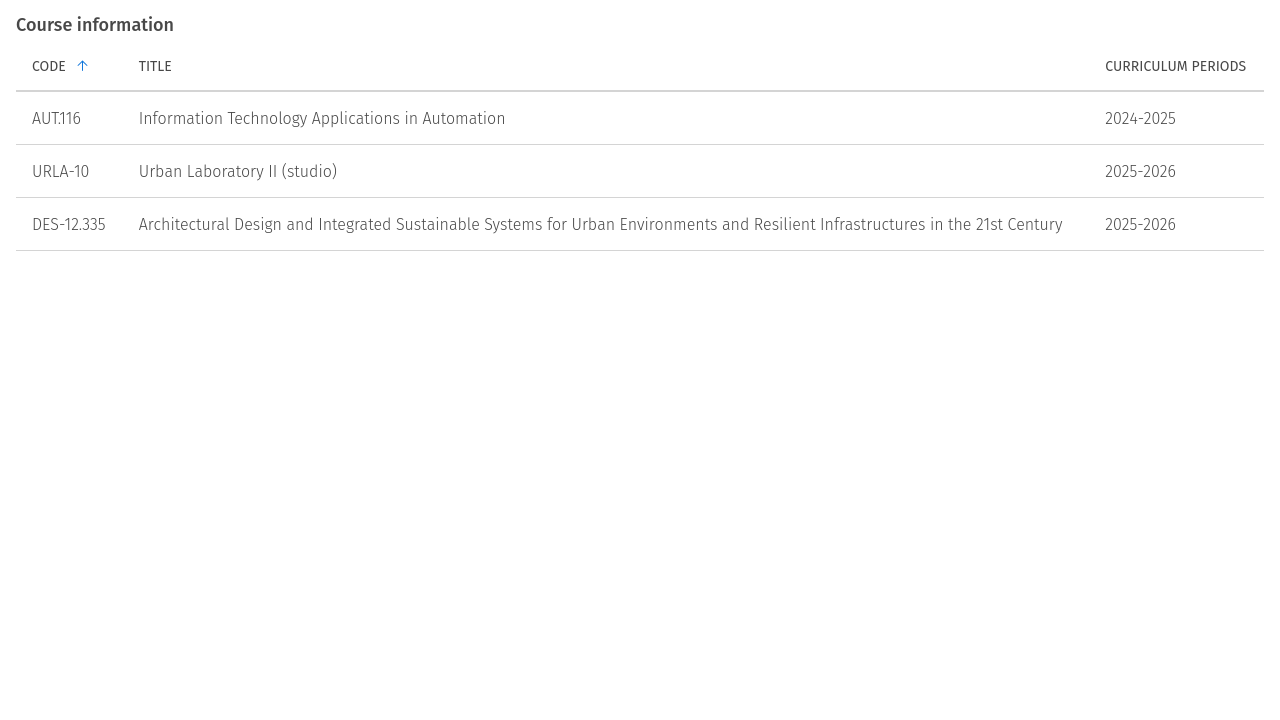 Course information
CODE ↑ TITLE CURRICULUM PERIODS
AUT.116 Information Technology Applications in Automation 2024-2025
URLA-10 Urban Laboratory II (studio) 2025-2026
DES-12.335 Architectural Design and Integrated Sustainable Systems for Urban Environments and Resilient Infrastructures in the 21st Century 2025-2026